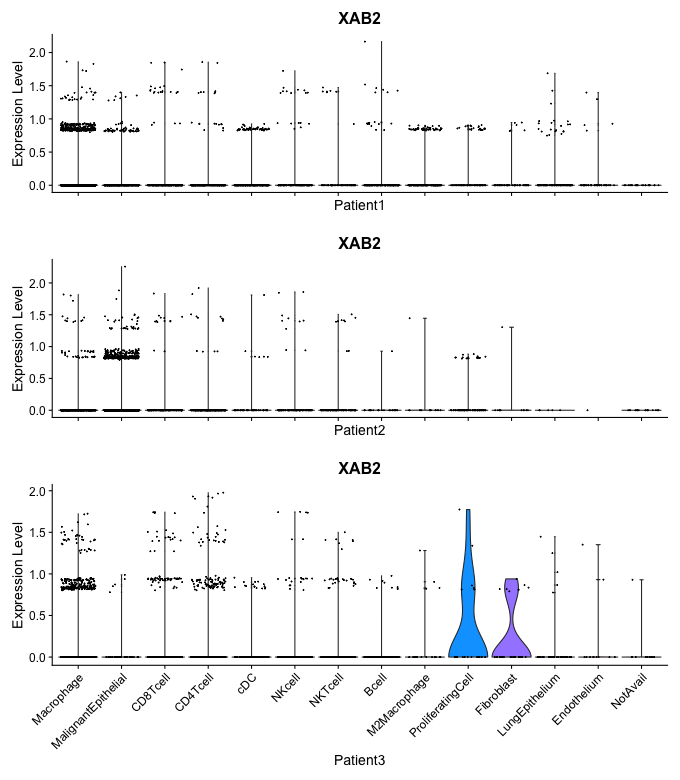 XAB2
Expression Level
2.0
1.5
1.0
0.5
0.0
Patient1
XAB2
Expression Level
2.0
1.5
1.0
0.5
0.0
Patient2
XAB2
Expression Level
2.0
1.5
1.0
0.5
0.0
Macrophage
MalignantEpithelial
CD8Tcell
CD4Tcell
cDC
NKcell
NKTcell
Bcell
M2Macrophage
ProliferatingCell
Fibroblast
LungEpithelium
Endothelium
NotAvail
Patient3